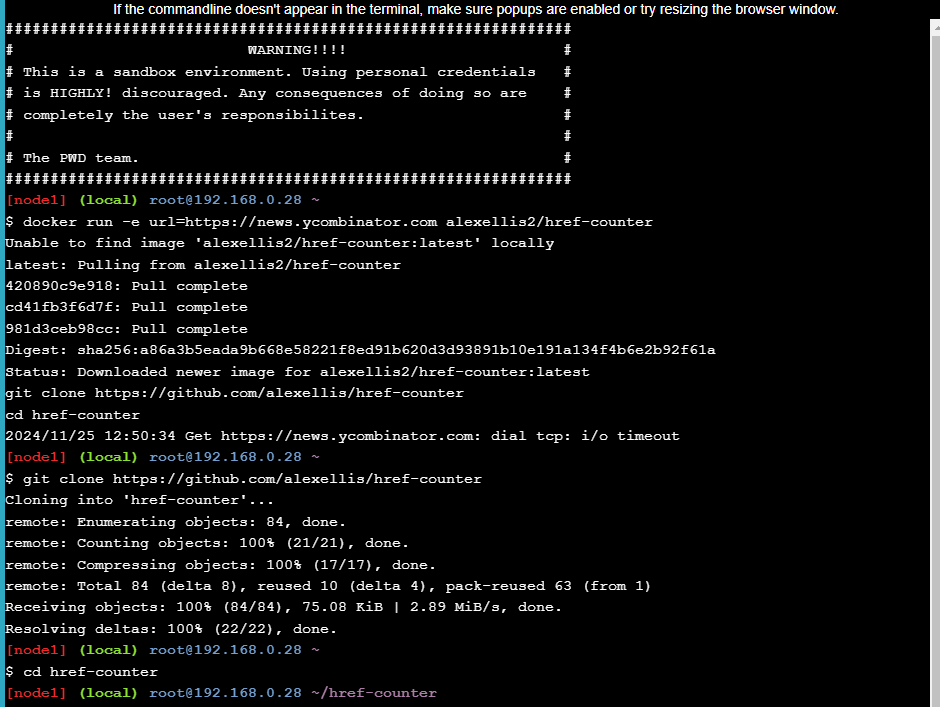 If the commandline doesn't appear in the terminal, make sure popups are enabled or try resizing the browser window.
###############################################################
#                          WARNING!!!!                        #
# This is a sandbox environment. Using personal credentials   #
# is HIGHLY! discouraged. Any consequences of doing so are    #
# completely the user's responsibilites.                      #
#                                                             #
# The PWD team.                                               #
###############################################################
[node1] (local) root@192.168.0.28 ~
$ docker run -e url=https://news.ycombinator.com alexellis2/href-counter
Unable to find image 'alexellis2/href-counter:latest' locally
latest: Pulling from alexellis2/href-counter
420890c9e918: Pull complete
cd41fb3f6d7f: Pull complete
981d3ceb98cc: Pull complete
Digest: sha256:a86a3b5eada9b668e58221f8ed91b620d3d93891b10e191a134f4b6e2b92f61a
Status: Downloaded newer image for alexellis2/href-counter:latest
git clone https://github.com/alexellis/href-counter
cd href-counter
2024/11/25 12:50:34 Get https://news.ycombinator.com: dial tcp: i/o timeout
[node1] (local) root@192.168.0.28 ~
$ git clone https://github.com/alexellis/href-counter
Cloning into 'href-counter'...
remote: Enumerating objects: 84, done.
remote: Counting objects: 100% (21/21), done.
remote: Compressing objects: 100% (17/17), done.
remote: Total 84 (delta 8), reused 10 (delta 4), pack-reused 63 (from 1)
Receiving objects: 100% (84/84), 75.08 KiB | 2.89 MiB/s, done.
Resolving deltas: 100% (22/22), done.
[node1] (local) root@192.168.0.28 ~
$ cd href-counter
[node1] (local) root@192.168.0.28 ~/href-counter